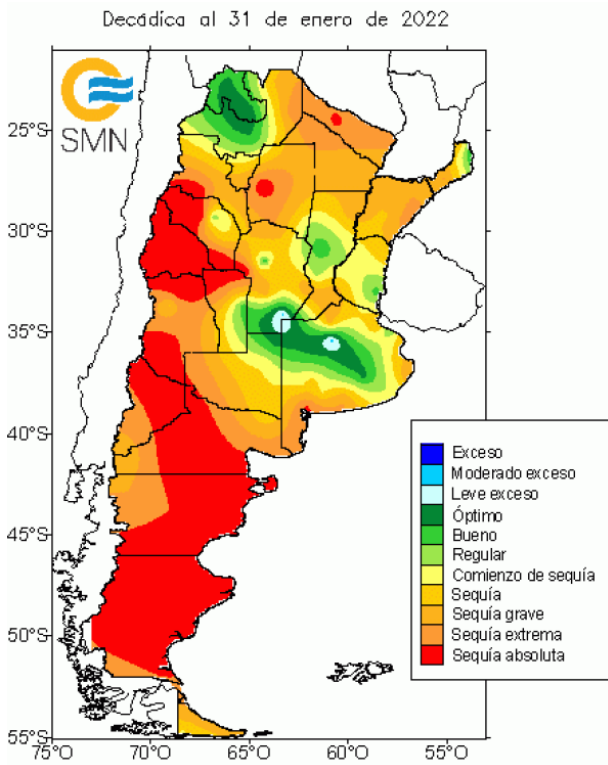 Decádica al 31 de enero de 2022
SMN
25°S
30°S
35°S
40°S
45°S
50°S
55°S
75°O 70°O 65°O 60°O 55°O
Exceso
Moderado exceso
Leve exceso
Óptimo
Bueno
Regular
Comienzo de sequía
Sequía
Sequía grave
Sequía extrema
Sequía absoluta